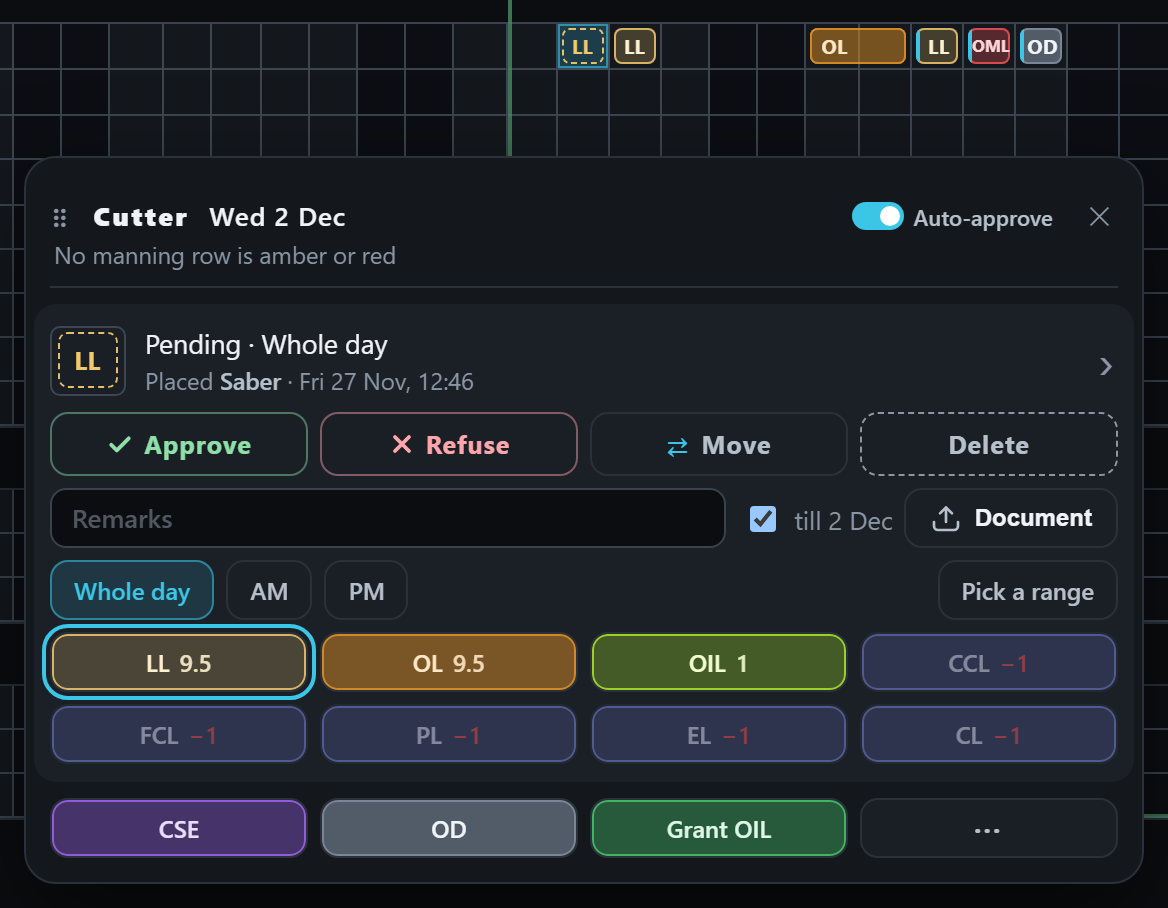 LL LL OL LL OML OD
Cutter Wed 2 Dec Auto-approve
No manning row is amber or red
LL
Pending · Whole day
Placed Saber · Fri 27 Nov, 12:46
Approve Refuse Move Delete
Remarks till 2 Dec Document
Whole day AM PM Pick a range
LL 9.5 OL 9.5 OIL 1 CCL −1
FCL −1 PL −1 EL −1 CL −1
CSE OD Grant OIL ...